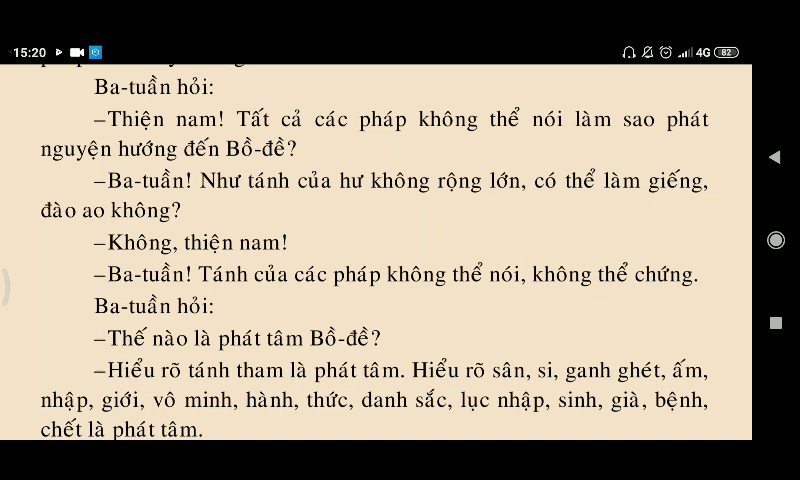 15:20
4G 82
Ba-tuần hỏi:
–Thiện nam! Tất cả các pháp không thể nói làm sao phát
nguyện hướng đến Bồ-đề?
–Ba-tuần! Như tánh của hư không rộng lớn, có thể làm giếng,
đào ao không?
–Không, thiện nam!
–Ba-tuần! Tánh của các pháp không thể nói, không thể chứng.
Ba-tuần hỏi:
–Thế nào là phát tâm Bồ-đề?
–Hiểu rõ tánh tham là phát tâm. Hiểu rõ sân, si, ganh ghét, ấm,
nhập, giới, vô minh, hành, thức, danh sắc, lục nhập, sinh, già, bệnh,
chết là phát tâm.